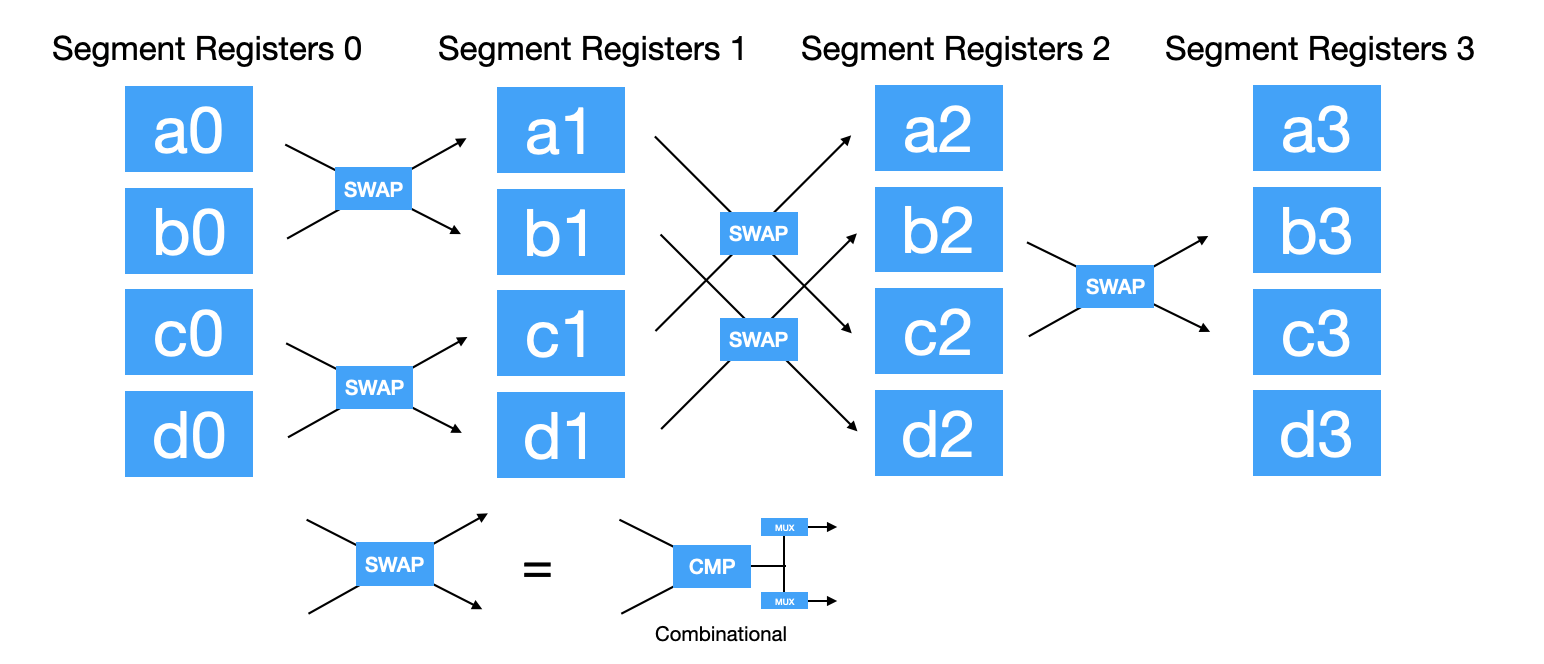 Segment Registers 0 Segment Registers 1 Segment Registers 2 Segment Registers 3
a0 a1 a2 a3
SWAP
b0 b1 SWAP b2 b3
SWAP
c0 c1 SWAP c2 c3
SWAP
d0 d1 d2 d3
MUX
SWAP = CMP
MUX
Combinational